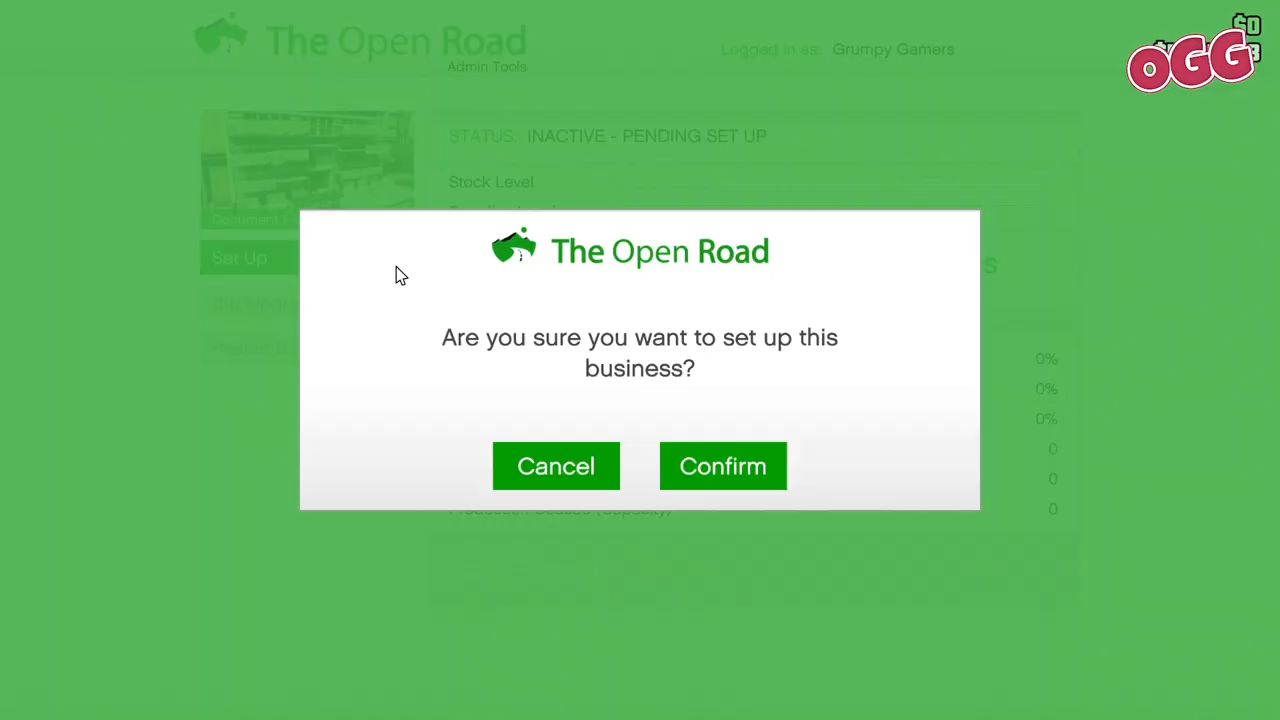 $0
OGG
The Open Road
Admin Tools
Logged in as: Grumpy Gamers
STATUS: INACTIVE - PENDING SET UP
Stock Level
Document F
Set Up
The Open Road
Are you sure you want to set up this
business?
0%
0%
0%
0
0
Cancel
Confirm
0